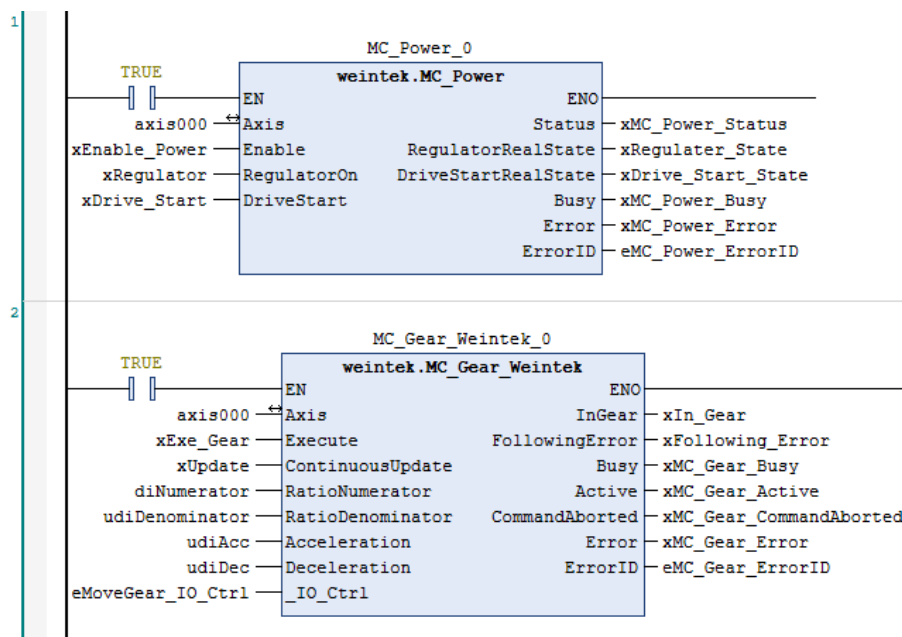 1
MC_Power_0
TRUE weintek.MC_Power
EN ENO
axis000 Axis Status xMC_Power_Status
xEnable_Power Enable RegulatorRealState xRegulater_State
xRegulator RegulatorOn DriveStartRealState xDrive_Start_State
xDrive_Start DriveStart Busy xMC_Power_Busy
Error xMC_Power_Error
ErrorID eMC_Power_ErrorID
2
MC_Gear_Weintek_0
TRUE weintek.MC_Gear_Weintek
EN ENO
axis000 Axis InGear xIn_Gear
xExe_Gear Execute FollowingError xFollowing_Error
xUpdate ContinuousUpdate Busy xMC_Gear_Busy
diNumerator RatioNumerator Active xMC_Gear_Active
udiDenominator RatioDenominator CommandAborted xMC_Gear_CommandAborted
udiAcc Acceleration Error xMC_Gear_Error
udiDec Deceleration ErrorID eMC_Gear_ErrorID
eMoveGear_IO_Ctrl _IO_Ctrl